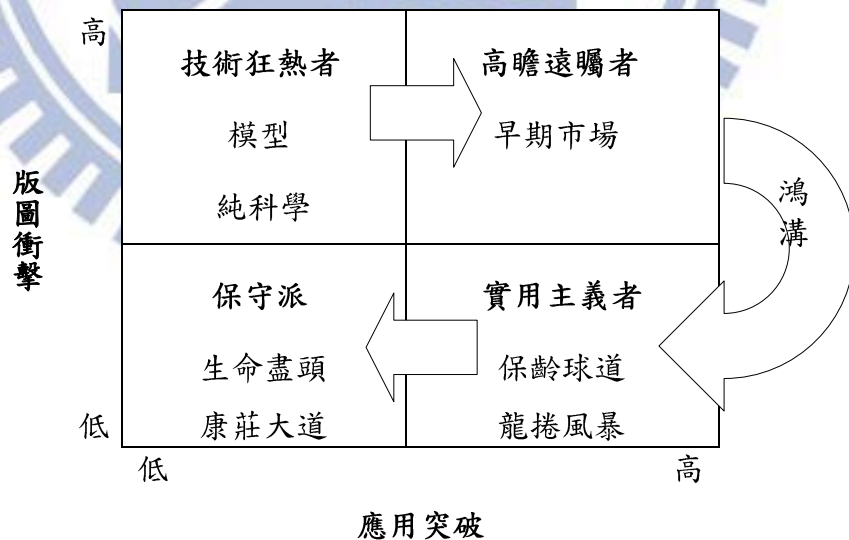 高
技術狂熱者
高瞻遠矚者
模型
早期市場
純科學
版圖衝擊
鴻溝
保守派
實用主義者
生命盡頭
保齡球道
低
康莊大道
龍捲風暴
低
高
應用突破